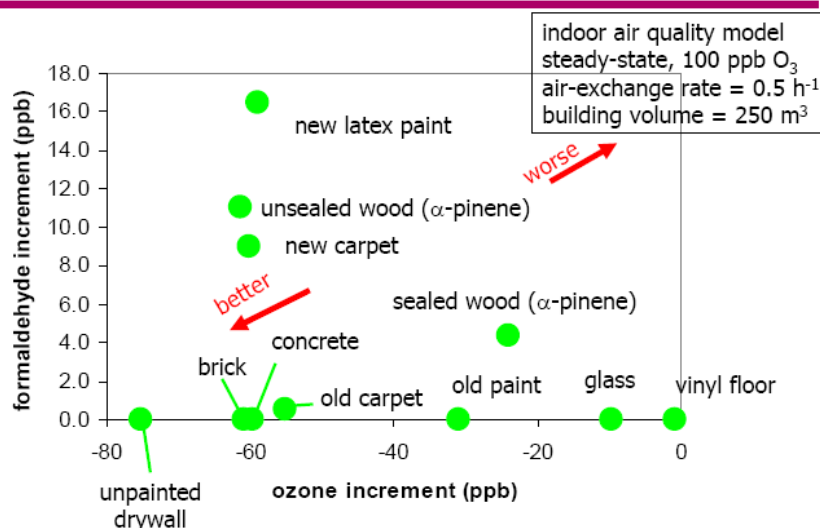 indoor air quality model
steady-state, 100 ppb O₃
air-exchange rate = 0.5 h⁻¹
building volume = 250 m³
formaldehyde increment (ppb)
18.0
16.0
14.0
12.0
10.0
8.0
6.0
4.0
2.0
0.0
new latex paint
worse
unsealed wood (α-pinene)
new carpet
better
sealed wood (α-pinene)
concrete
brick
old carpet
old paint
glass
vinyl floor
-80
-60
-40
-20
0
unpainted
drywall
ozone increment (ppb)